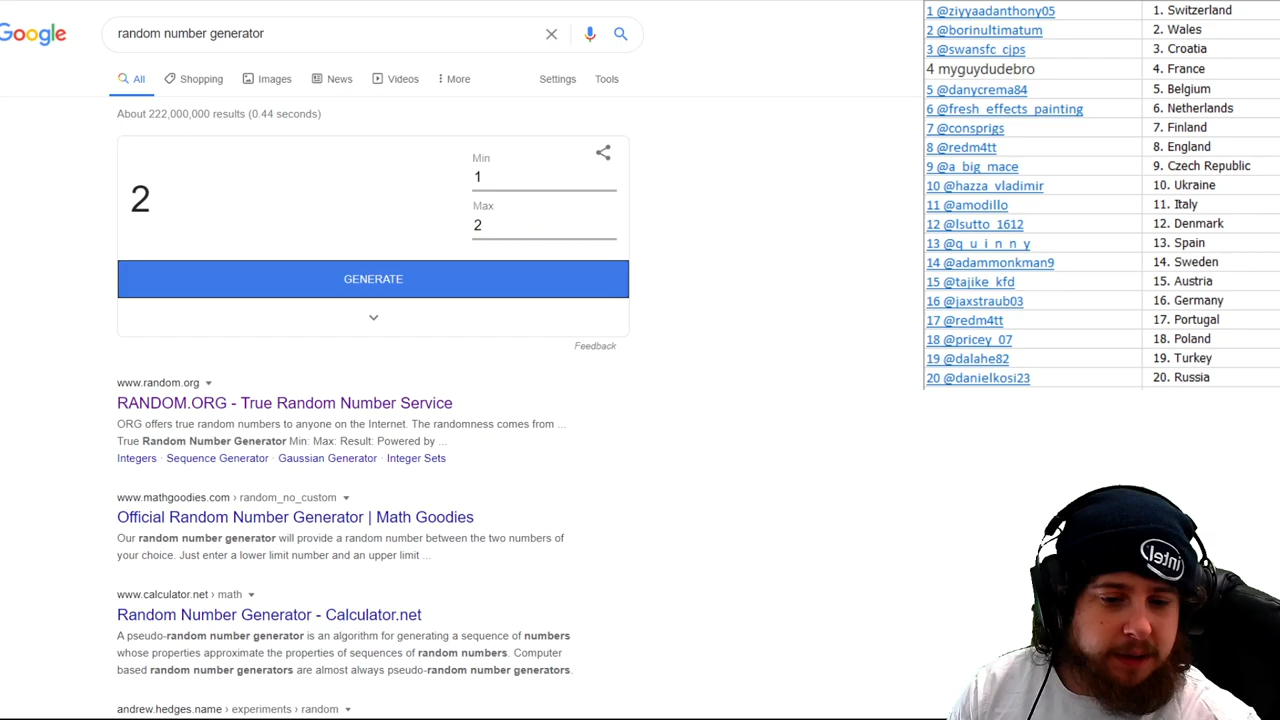 Google
random number generator
All Shopping Images News Videos More Settings Tools
About 222,000,000 results (0.44 seconds)
2
Min
1
Max
2
GENERATE
Feedback
www.random.org
RANDOM.ORG - True Random Number Service
ORG offers true random numbers to anyone on the Internet. The randomness comes from ...
True Random Number Generator Min: Max: Result: Powered by ...
Integers · Sequence Generator · Gaussian Generator · Integer Sets
www.mathgoodies.com › random_no_custom
Official Random Number Generator | Math Goodies
Our random number generator will provide a random number between the two numbers of
your choice. Just enter a lower limit number and an upper limit ...
www.calculator.net › math
Random Number Generator - Calculator.net
A pseudo-random number generator is an algorithm for generating a sequence of numbers
whose properties approximate the properties of sequences of random numbers. Computer
based random number generators are almost always pseudo-random number generators.
andrew.hedges.name › experiments › random
1 @ziyyaadanthony05 1. Switzerland
2 @borinultimatum 2. Wales
3 @swansfc_cjps 3. Croatia
4 myguydudebro 4. France
5 @danycrema84 5. Belgium
6 @fresh_effects_painting 6. Netherlands
7 @consprigs 7. Finland
8 @redm4tt 8. England
9 @a_big_mace 9. Czech Republic
10 @hazza_vladimir 10. Ukraine
11 @amodillo 11. Italy
12 @lsutto_1612 12. Denmark
13 @q_u_i_n_n_y 13. Spain
14 @adammonkman9 14. Sweden
15 @tajike_kfd 15. Austria
16 @jaxstraub03 16. Germany
17 @redm4tt 17. Portugal
18 @pricey_07 18. Poland
19 @dalahe82 19. Turkey
20 @danielkosi23 20. Russia
intel